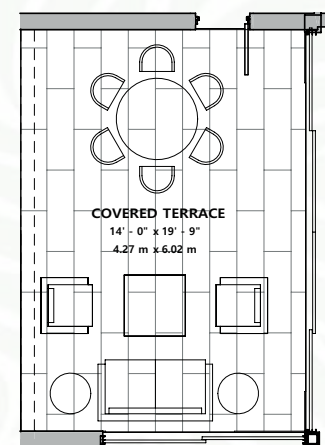 COVERED TERRACE
14' - 0" x 19' - 9"
4.27 m x 6.02 m